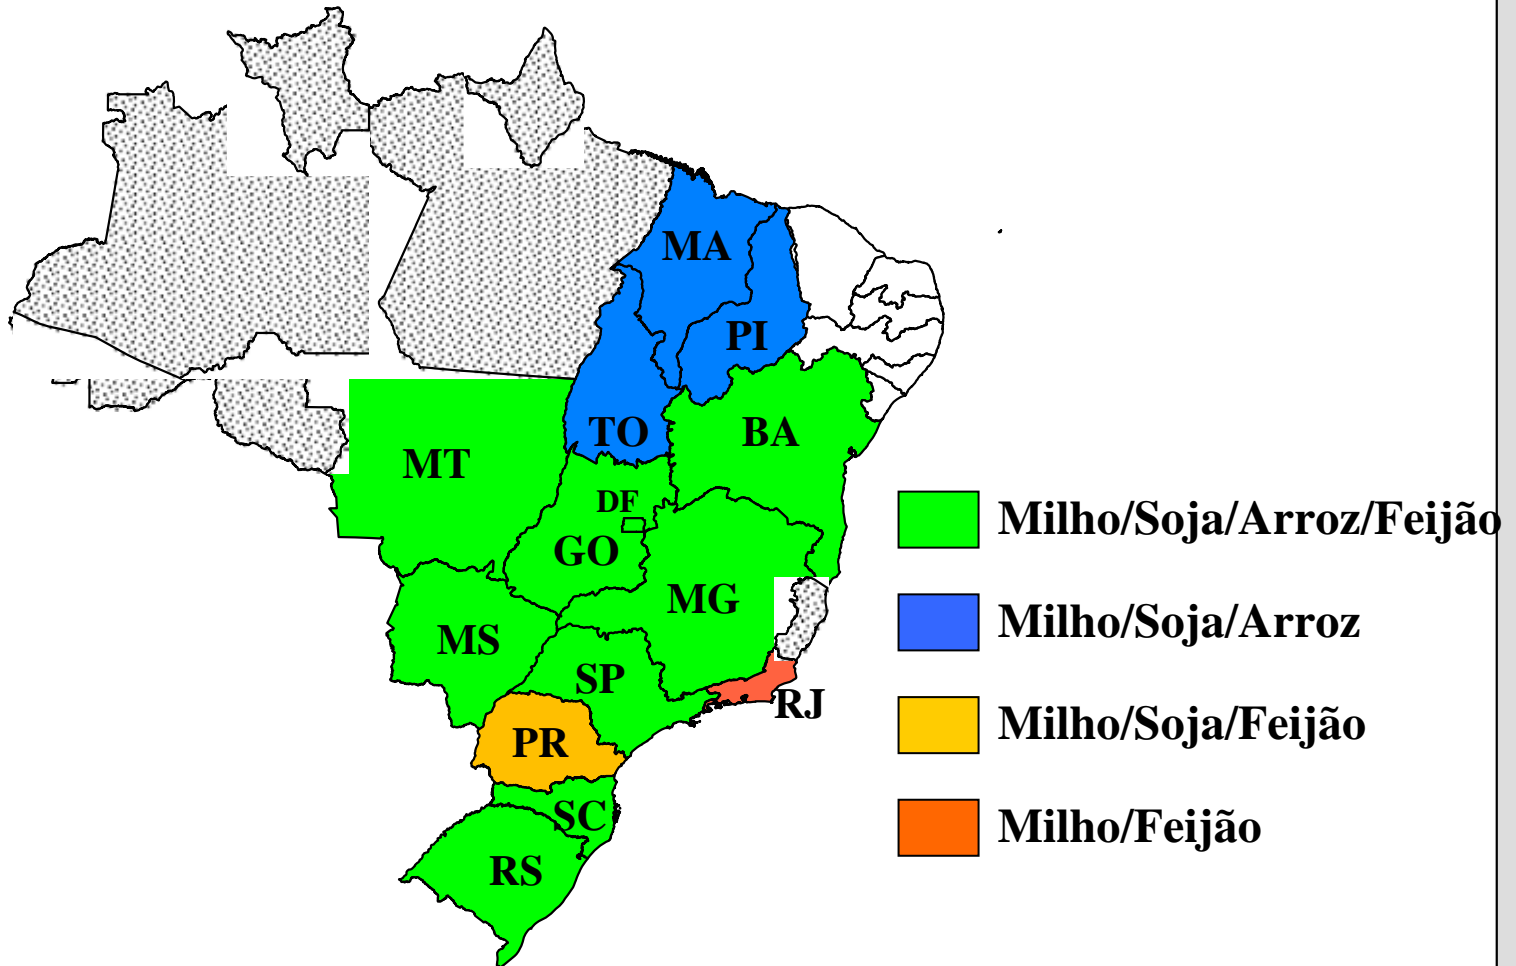 MA
PI
TO
BA
MT
DF
GO
MG
MS
SP
RJ
PR
SC
RS
Milho/Soja/Arroz/Feijão
Milho/Soja/Arroz
Milho/Soja/Feijão
Milho/Feijão